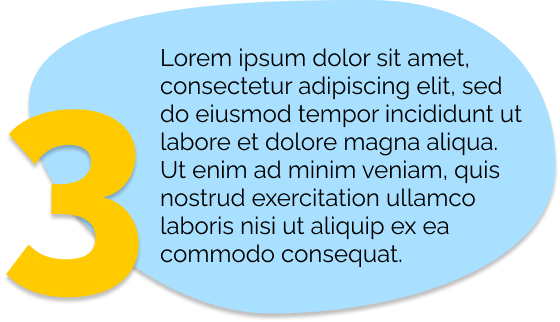 3
Lorem ipsum dolor sit amet,
consectetur adipiscing elit, sed
do eiusmod tempor incididunt ut
labore et dolore magna aliqua.
Ut enim ad minim veniam, quis
nostrud exercitation ullamco
laboris nisi ut aliquip ex ea
commodo consequat.